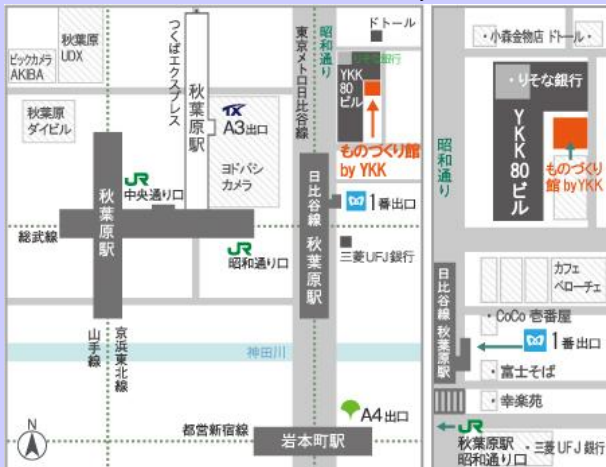 秋葉原
UDX
ビックカメラ
AKIBA
つくばエクスプレス
秋葉原駅
東京メトロ日比谷線
昭和通り
ドトール
りそな銀行
YKK
80
ビル
ものづくり館
by YKK
秋葉原
ダイビル
TX
A3出口
ヨドバシ
カメラ
JR
中央通り口
秋葉原駅
総武線
JR
昭和通り口
日比谷線 秋葉原駅
1番出口
三菱UFJ銀行
山手線
京浜東北線
神田川
A4出口
都営新宿線
岩本町駅
N
・小森金物店 ドトール・
・りそな銀行
YKK80ビル
昭和通り
ものづくり
館 by YKK
カフェ
ベローチェ
日比谷線 秋葉原駅
・CoCo 壱番屋
1番出口
・富士そば
・幸楽苑
JR
秋葉原駅
昭和通り口
・三菱 UFJ 銀行